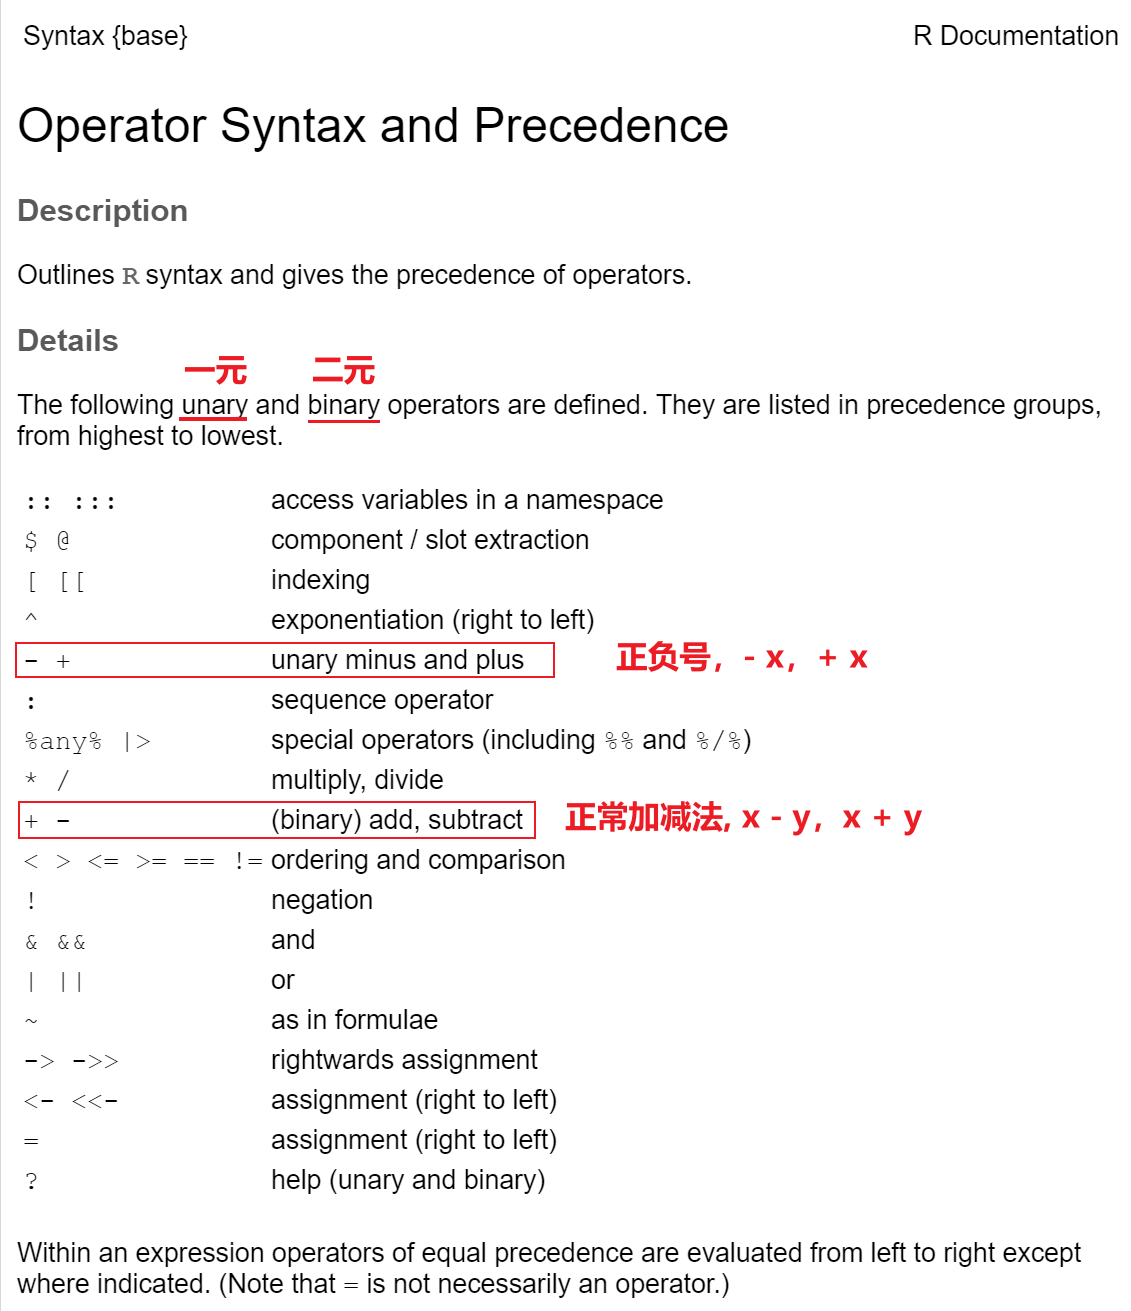 Syntax {base} R Documentation
Operator Syntax and Precedence
Description
Outlines R syntax and gives the precedence of operators.
Details
一元 二元
The following unary and binary operators are defined. They are listed in precedence groups,
from highest to lowest.
:: ::: access variables in a namespace
$ @ component / slot extraction
[ [[ indexing
^ exponentiation (right to left)
- + unary minus and plus 正负号，- x，+ x
: sequence operator
%any% |> special operators (including %% and %/%)
* / multiply, divide
+ - (binary) add, subtract 正常加减法, x - y，x + y
< > <= >= == != ordering and comparison
! negation
& && and
| || or
~ as in formulae
-> ->> rightwards assignment
<- <<- assignment (right to left)
= assignment (right to left)
? help (unary and binary)
Within an expression operators of equal precedence are evaluated from left to right except
where indicated. (Note that = is not necessarily an operator.)